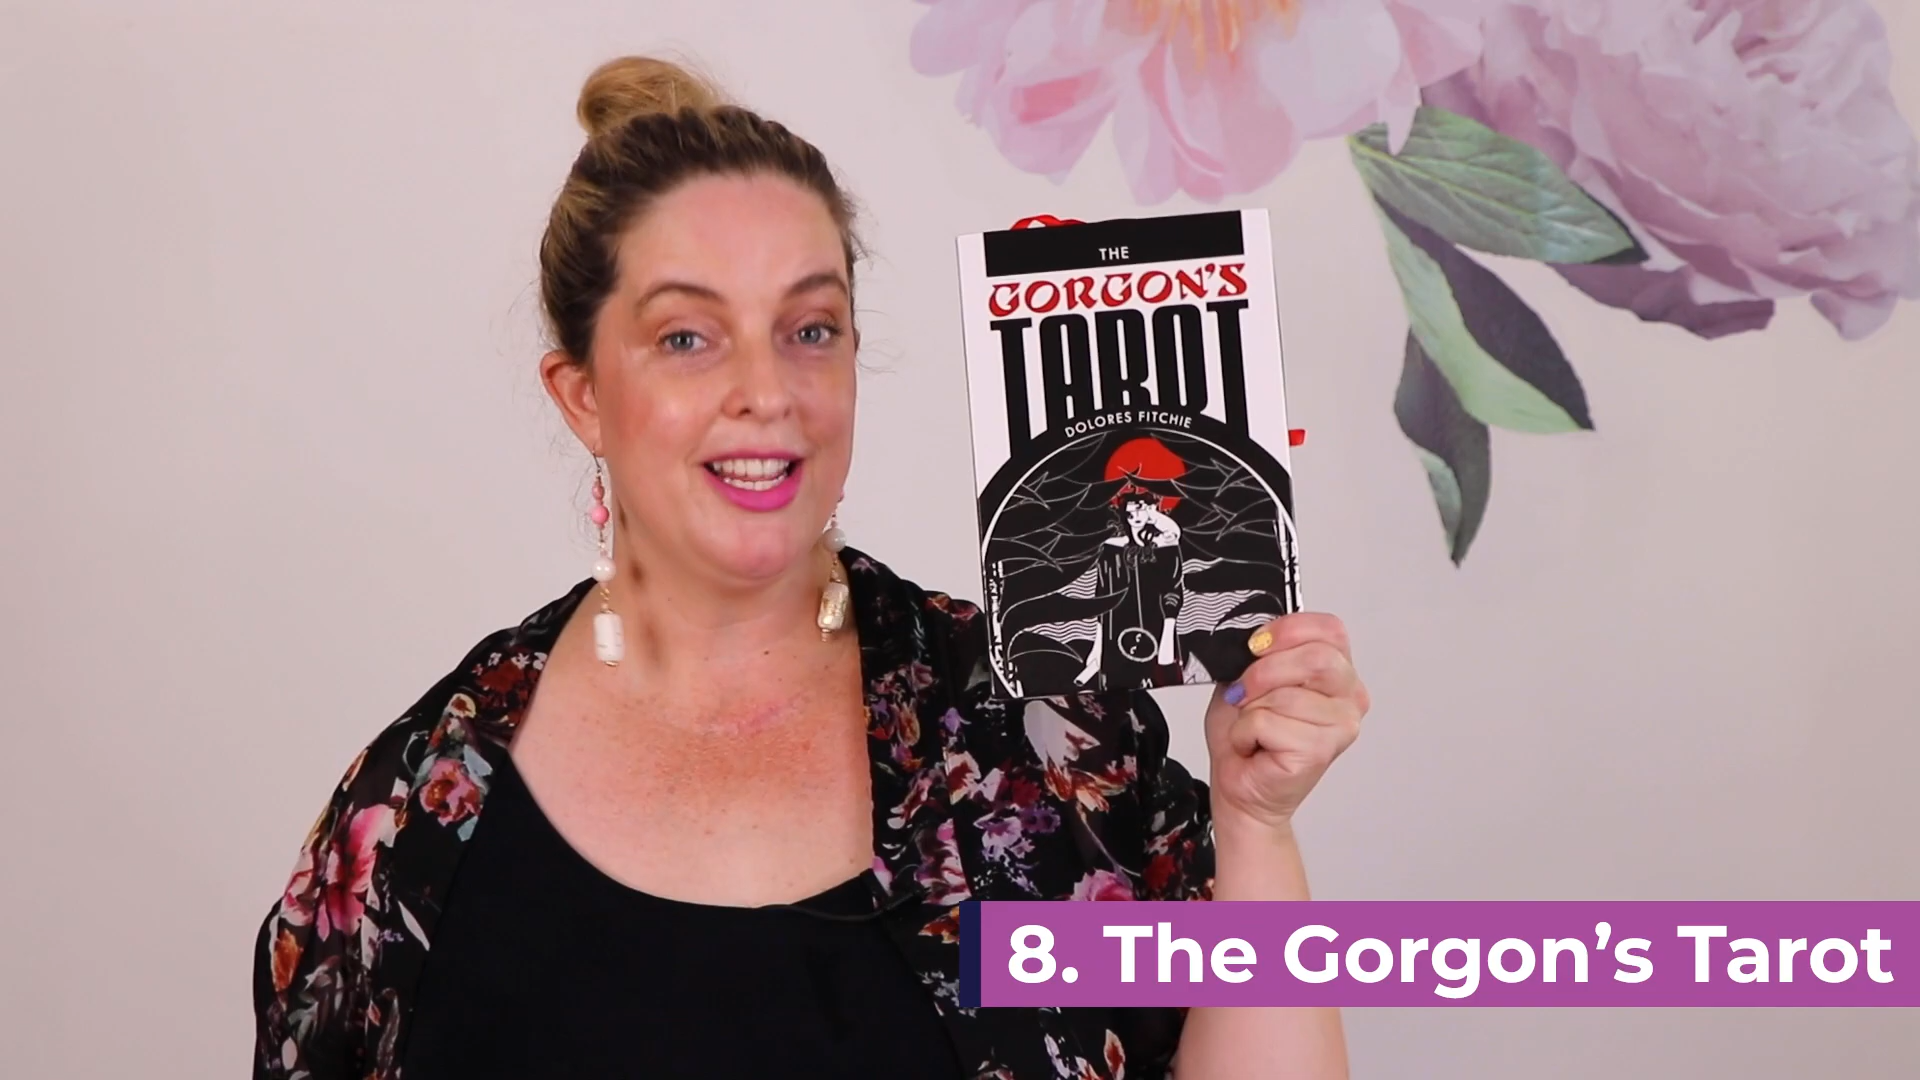 THE
GORGON'S
TAROT
DOLORES FITCHIE
8. The Gorgon’s Tarot